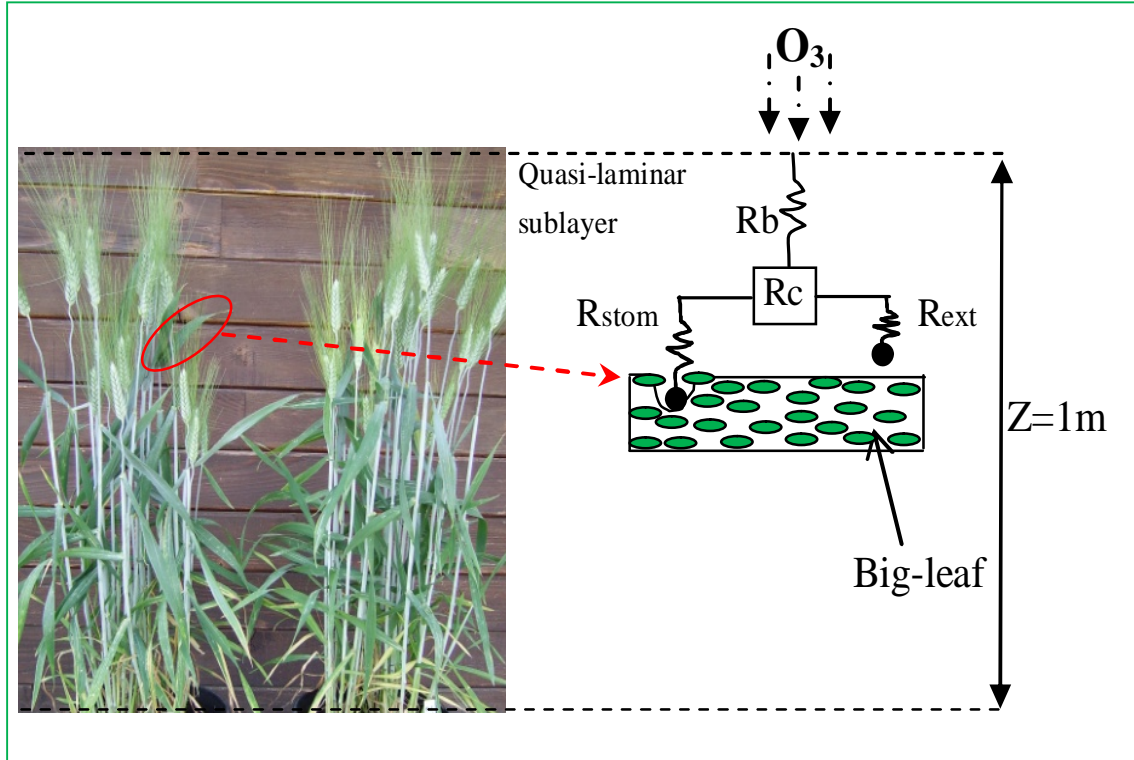 O₃
Quasi-laminar
sublayer
Rb
Rc
Rstom
Rext
Z=1m
Big-leaf